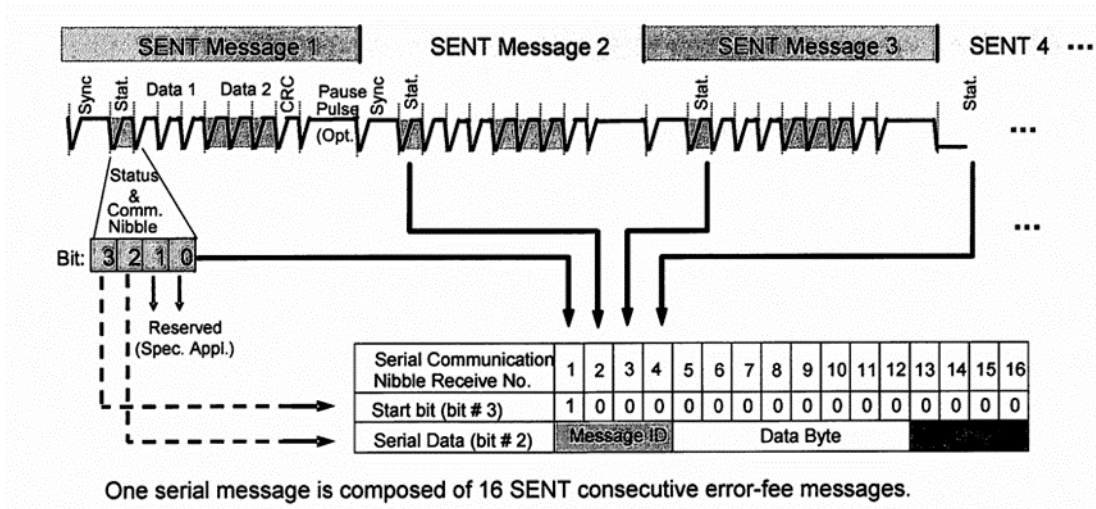 SENT Message 1 SENT Message 2 SENT Message 3 SENT 4 ...
Sync Stat. Data 1 Data 2 CRC Pause Pulse (Opt. Sync Stat. Stat. Stat.
...
Status
&
Comm.
Nibble
...
Bit: 3 2 1 0
Reserved
(Spec. Appl.)
Serial Communication
Nibble Receive No. 1 2 3 4 5 6 7 8 9 10 11 12 13 14 15 16
Start bit (bit # 3) 1 0 0 0 0 0 0 0 0 0 0 0 0 0 0 0
Serial Data (bit # 2) Message ID Data Byte
One serial message is composed of 16 SENT consecutive error-fee messages.